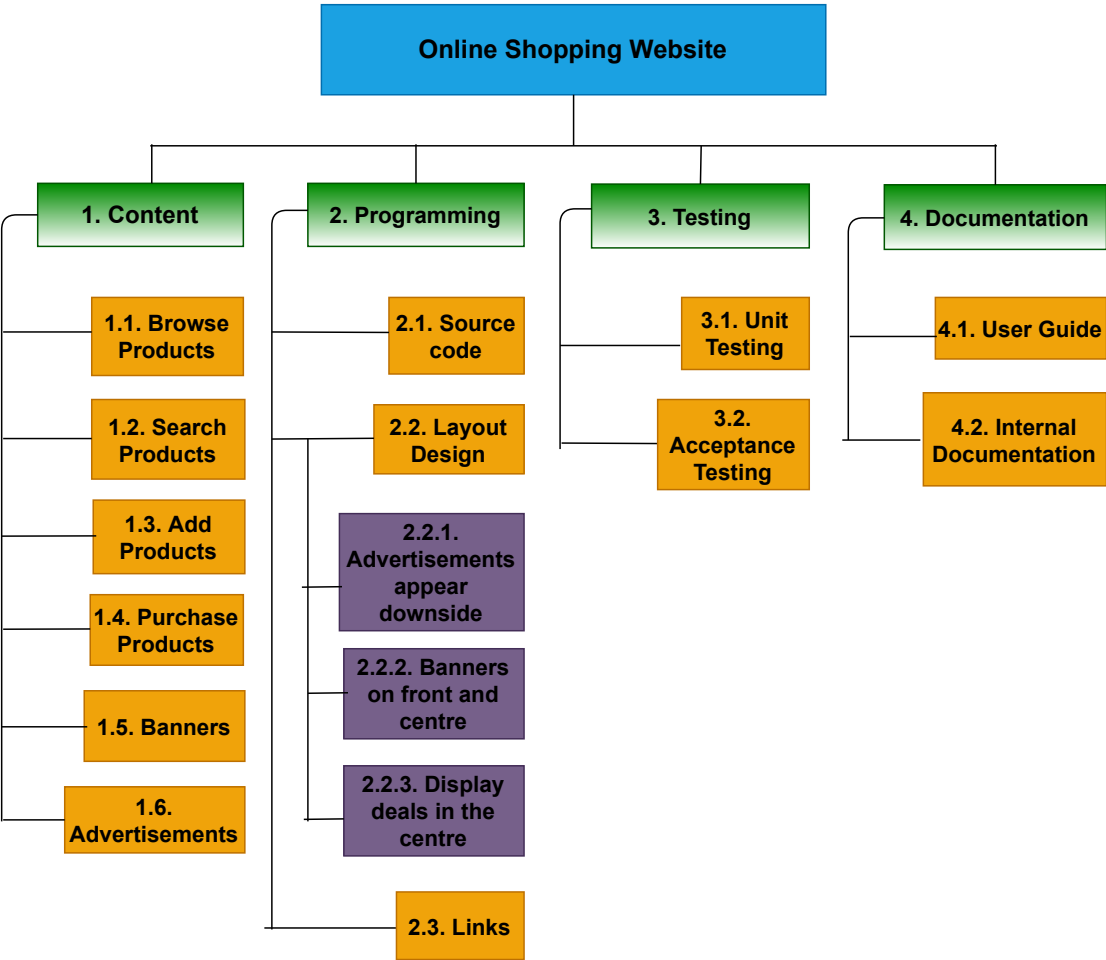 Online Shopping Website
1. Content
2. Programming
3. Testing
4. Documentation
1.1. Browse
Products
1.2. Search
Products
1.3. Add
Products
1.4. Purchase
Products
1.5. Banners
1.6.
Advertisements
2.1. Source
code
2.2. Layout
Design
2.2.1.
Advertisements
appear
downside
2.2.2. Banners
on front and
centre
2.2.3. Display
deals in the
centre
2.3. Links
3.1. Unit
Testing
3.2.
Acceptance
Testing
4.1. User Guide
4.2. Internal
Documentation